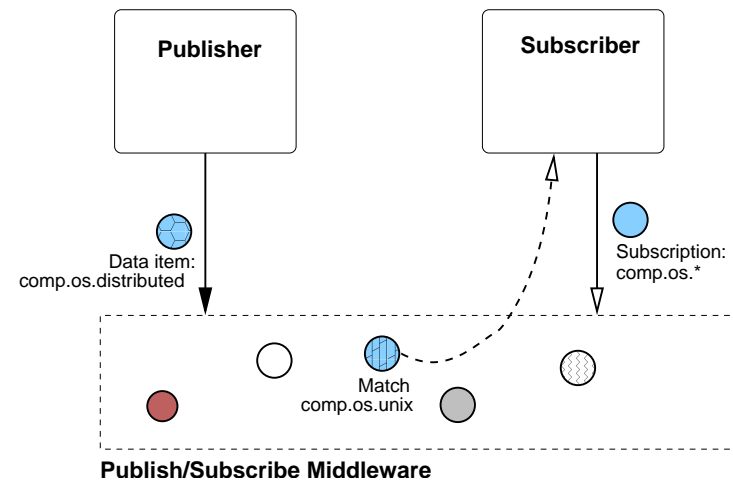 Publisher
Subscriber
Data item:
comp.os.distributed
Subscription:
comp.os.*
Match
comp.os.unix
Publish/Subscribe Middleware